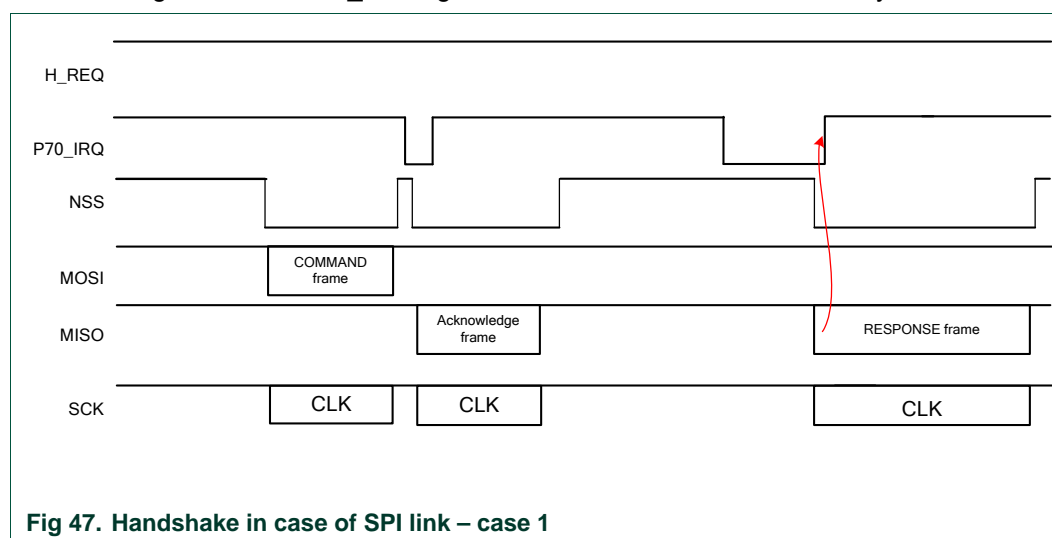 H_REQ
P70_IRQ
NSS
COMMAND
frame
MOSI
Acknowledge
frame
RESPONSE frame
MISO
CLK
CLK
CLK
SCK
Fig 47. Handshake in case of SPI link – case 1